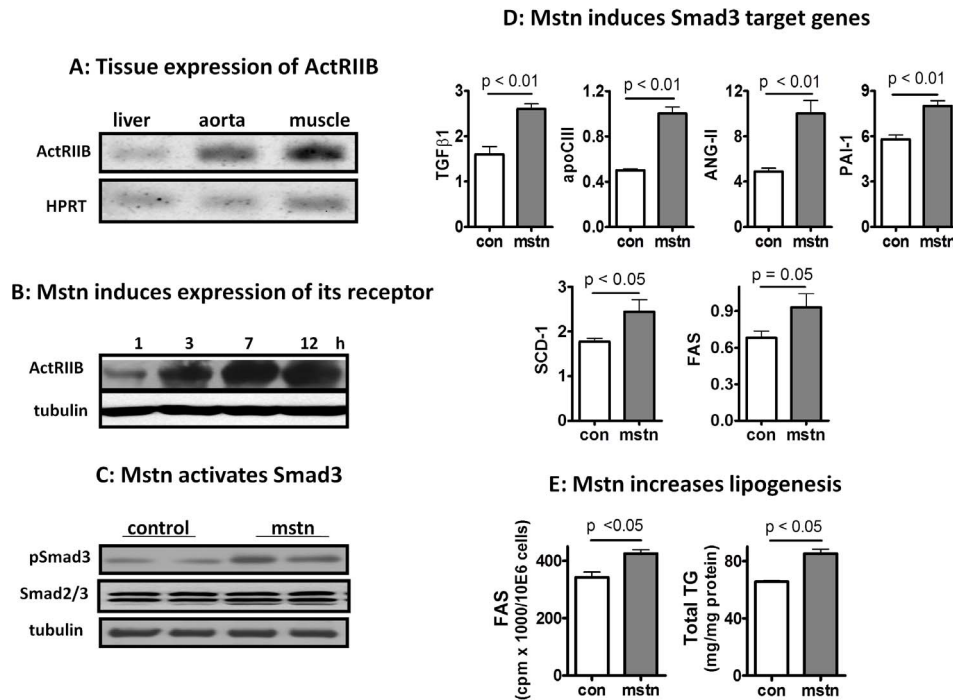 A: Tissue expression of ActRIIB
liver aorta muscle
ActRIIB
HPRT
B: Mstn induces expression of its receptor
1 3 7 12 h
ActRIIB
tubulin
C: Mstn activates Smad3
control mstn
pSmad3
Smad2/3
tubulin
D: Mstn induces Smad3 target genes
p < 0.01
TGFβ1
3
2
1
0
con mstn
p < 0.01
apoCIII
1.2
0.8
0.4
0.0
con mstn
p < 0.01
ANG-II
12
8
4
0
con mstn
p < 0.01
PAI-1
9
6
3
0
con mstn
p < 0.05
SCD-1
3
2
1
0
con mstn
p = 0.05
FAS
0.9
0.6
0.3
0.0
con mstn
E: Mstn increases lipogenesis
p <0.05
FAS
(cpm x 1000/10E6 cells)
400
200
0
con mstn
p < 0.05
Total TG
(mg/mg protein)
80
40
0
con mstn